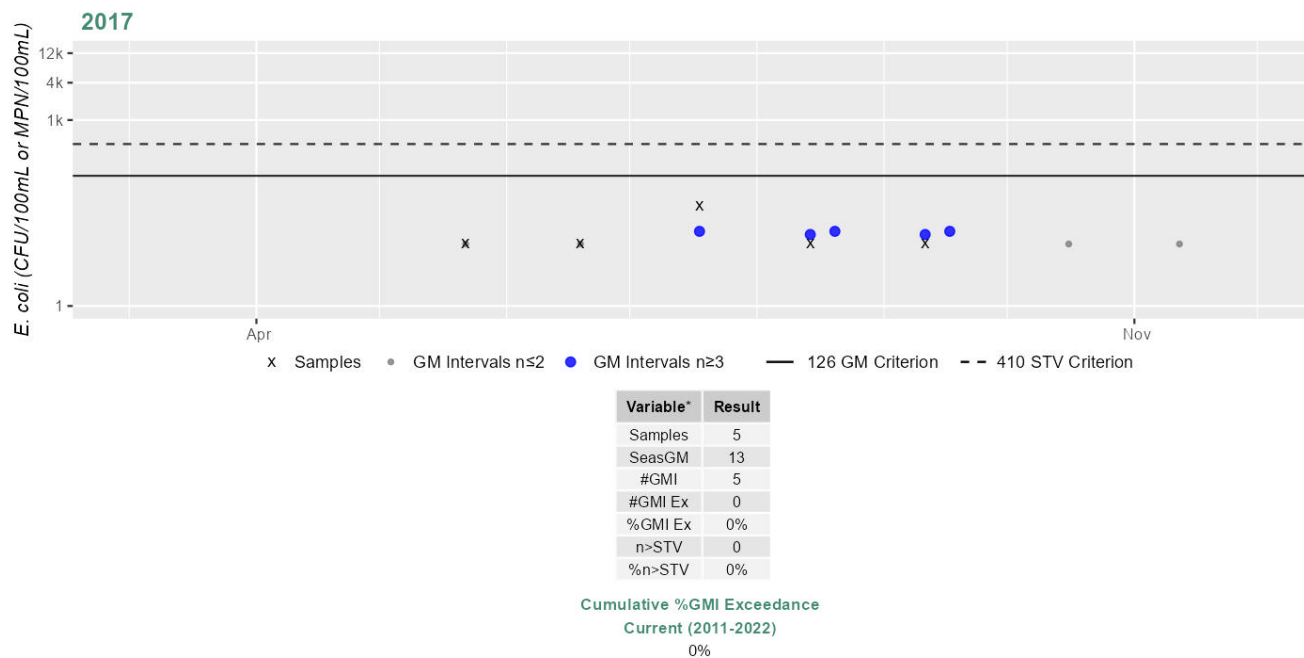 2017
E. coli (CFU/100mL or MPN/100mL)
12k
4k
1k
1
Apr
Nov
x Samples GM Intervals n≤2 GM Intervals n≥3 126 GM Criterion 410 STV Criterion
Variable* Result
Samples 5
SeasGM 13
#GMI 5
#GMI Ex 0
%GMI Ex 0%
n>STV 0
%n>STV 0%
Cumulative %GMI Exceedance
Current (2011-2022)
0%